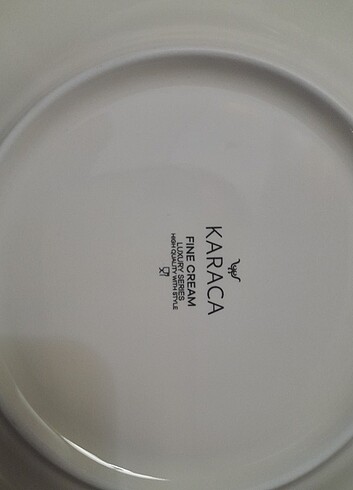 KARACA
FINE CREAM
LUXURY SERIES
HIGH QUALITY WITH STYLE